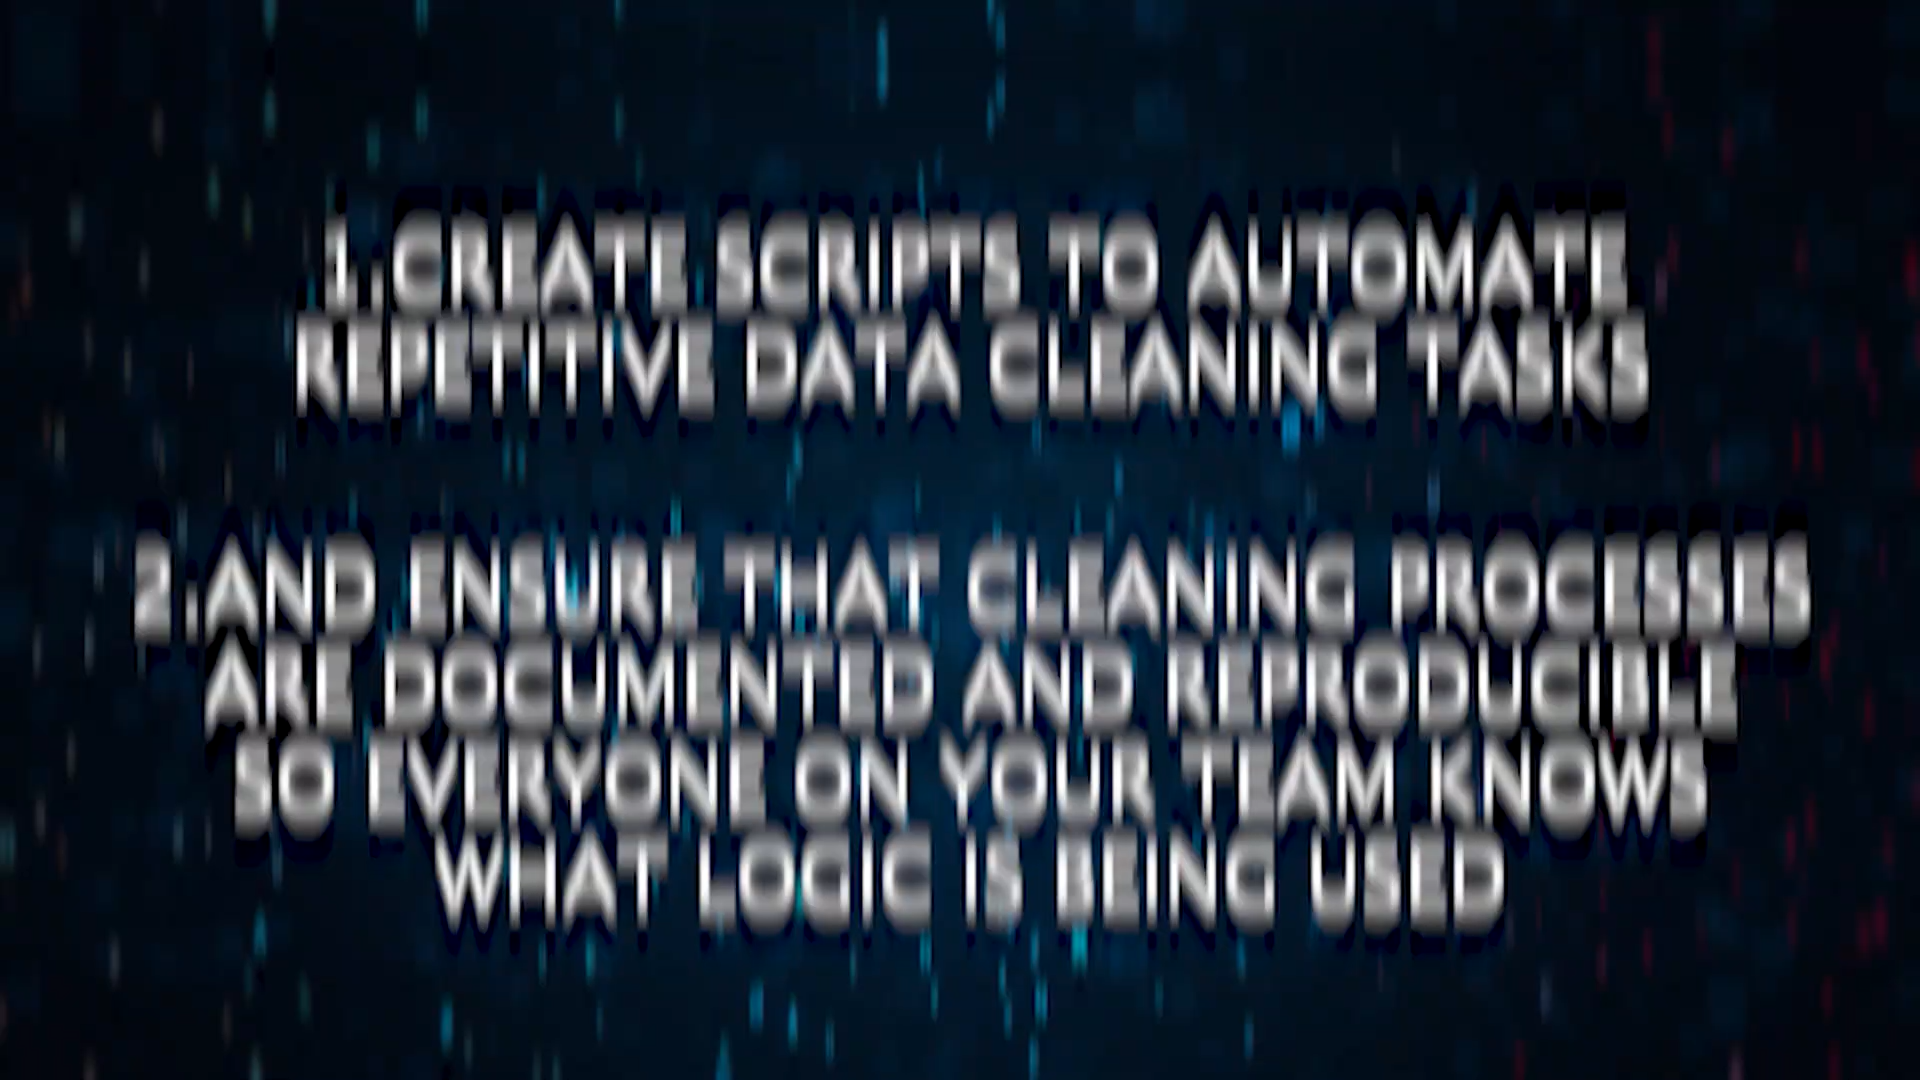 1.CREATE SCRIPTS TO AUTOMATE
REPETITIVE DATA CLEANING TASKS
2.AND ENSURE THAT CLEANING PROCESSES
ARE DOCUMENTED AND REPRODUCIBLE
SO EVERYONE ON YOUR TEAM KNOWS
WHAT LOGIC IS BEING USED